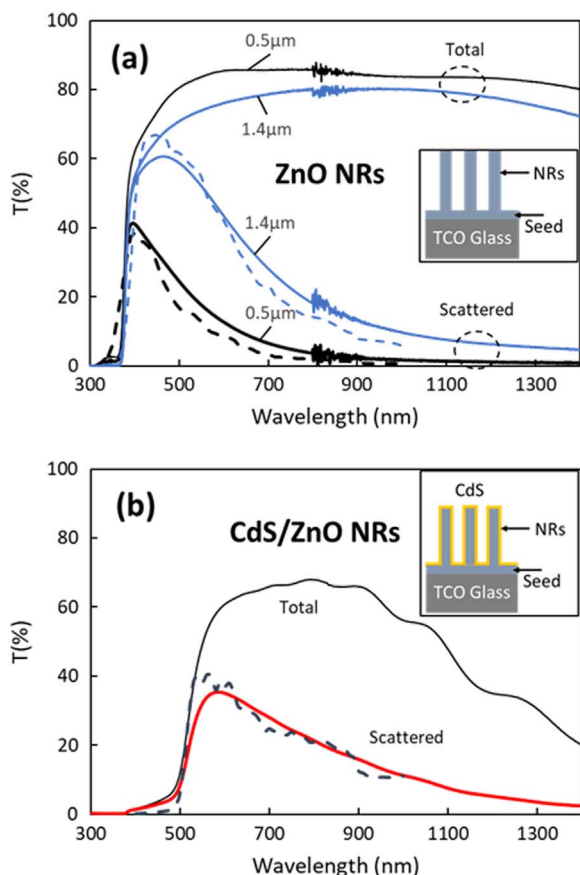 (a)
0.5μm
Total
1.4μm
ZnO NRs
NRs
Seed
TCO Glass
1.4μm
0.5μm
Scattered
T(%)
100
80
60
40
20
0
300 500 700 900 1100 1300
Wavelength (nm)
(b)
CdS/ZnO NRs
CdS
NRs
Seed
TCO Glass
Total
Scattered
T(%)
100
80
60
40
20
0
300 500 700 900 1100 1300
Wavelength (nm)